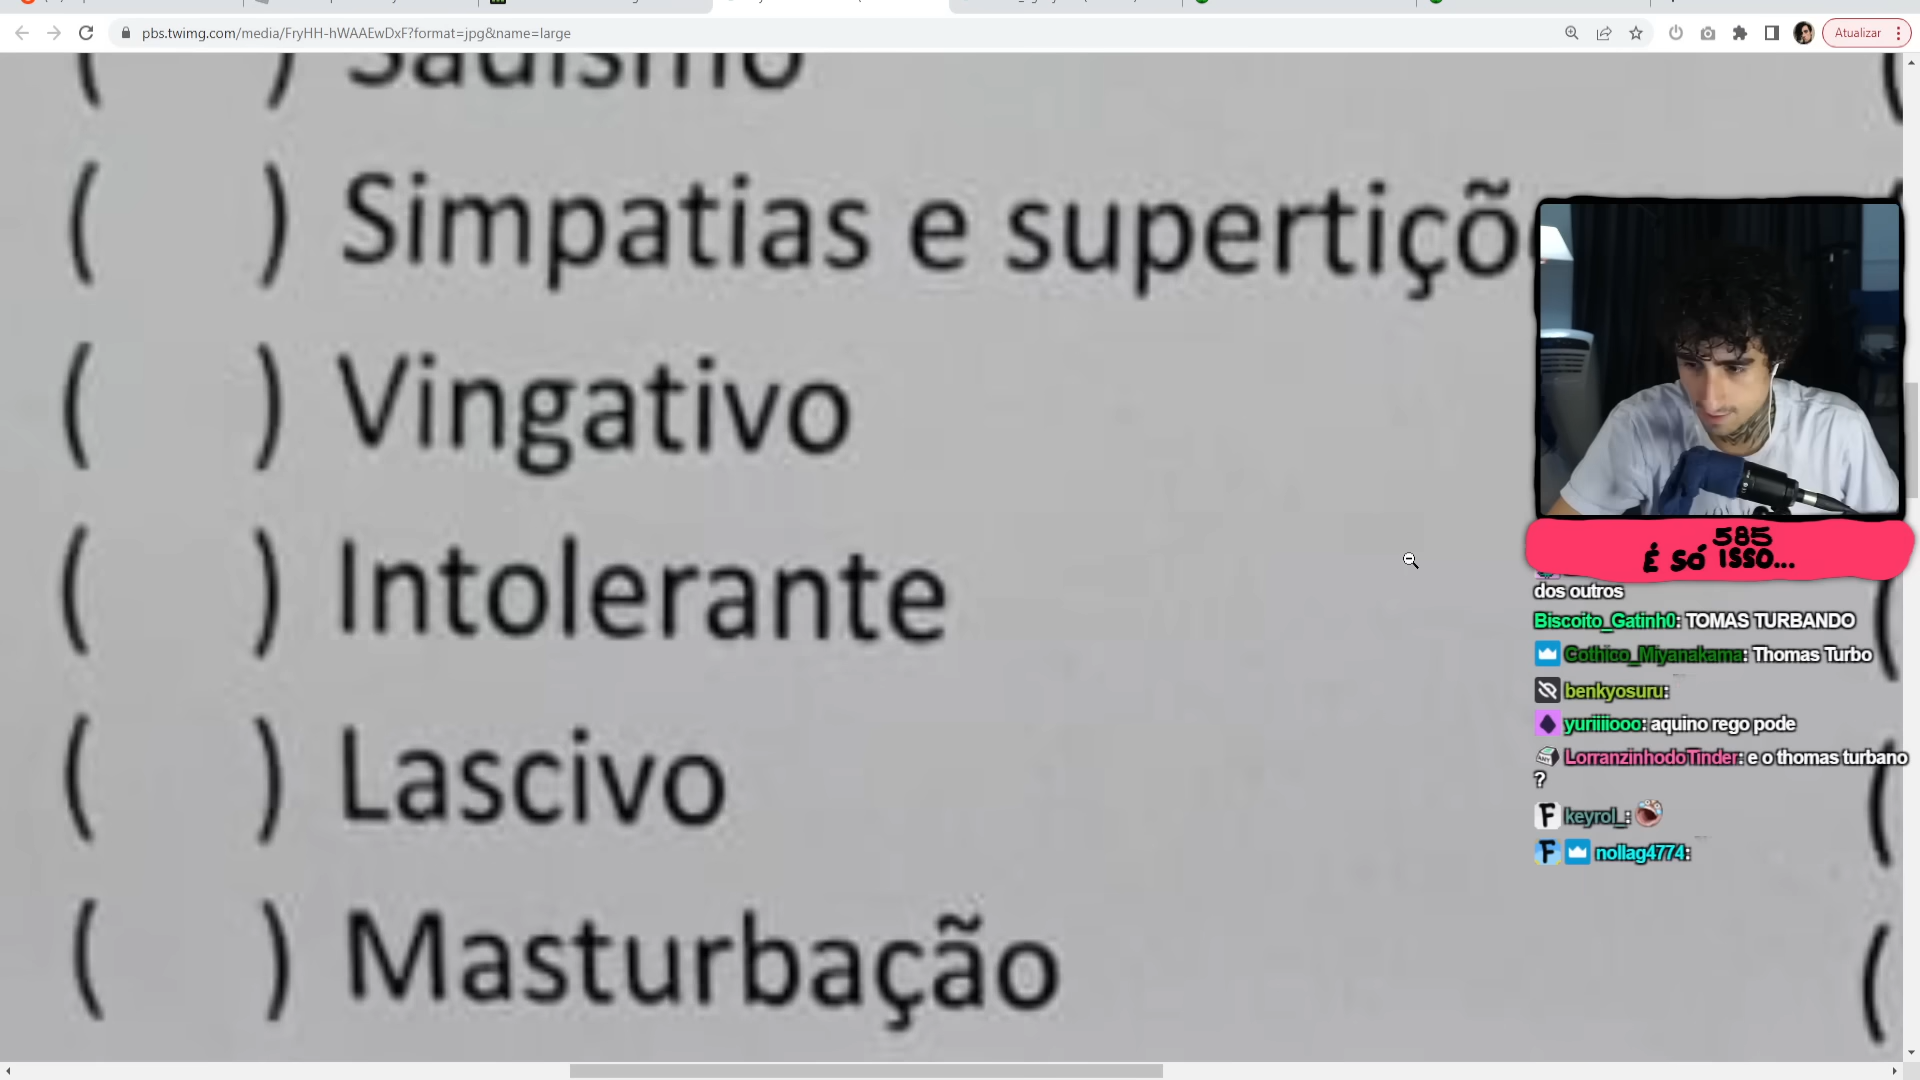 pbs.twimg.com/media/FryHH-hWAAEwDxF?format=jpg&name=large
Atualizar
( ) Sadismo
( ) Simpatias e supertiçõ
( ) Vingativo
( ) Intolerante
( ) Lascivo
( ) Masturbação
585
É SÓ ISSO...
dos outros
Biscoito_Gatinh0: TOMAS TURBANDO
Gothico_Miyanakama: Thomas Turbo
benkyosuru:
yuriiiiooo: aquino rego pode
LorranzinhodoTinder: e o thomas turbano
?
keyrol_:
nollag4774: